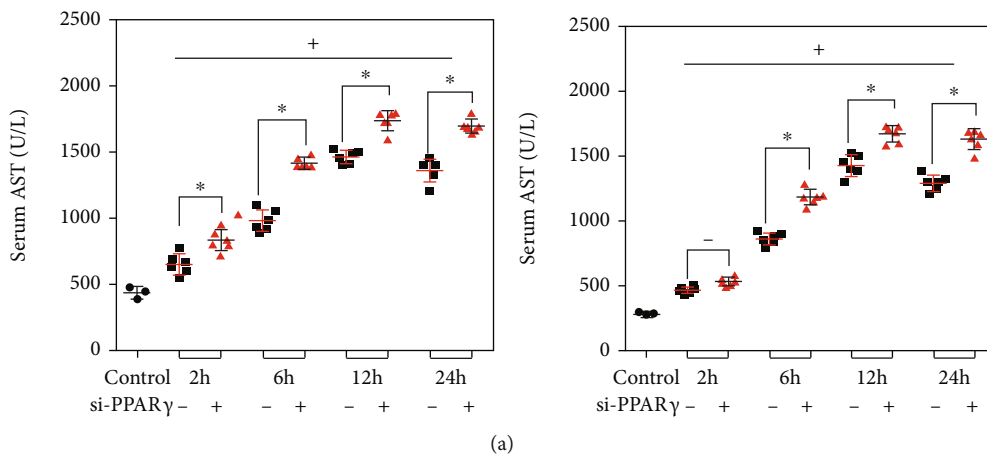 Serum AST (U/L)
2500
2000
1500
1000
500
0
+
* * * *
Control 2h 6h 12h 24h
si-PPARγ − + − + − + − +
Serum AST (U/L)
2500
2000
1500
1000
500
0
+
− * * *
Control 2h 6h 12h 24h
si-PPARγ − + − + − + − +
(a)